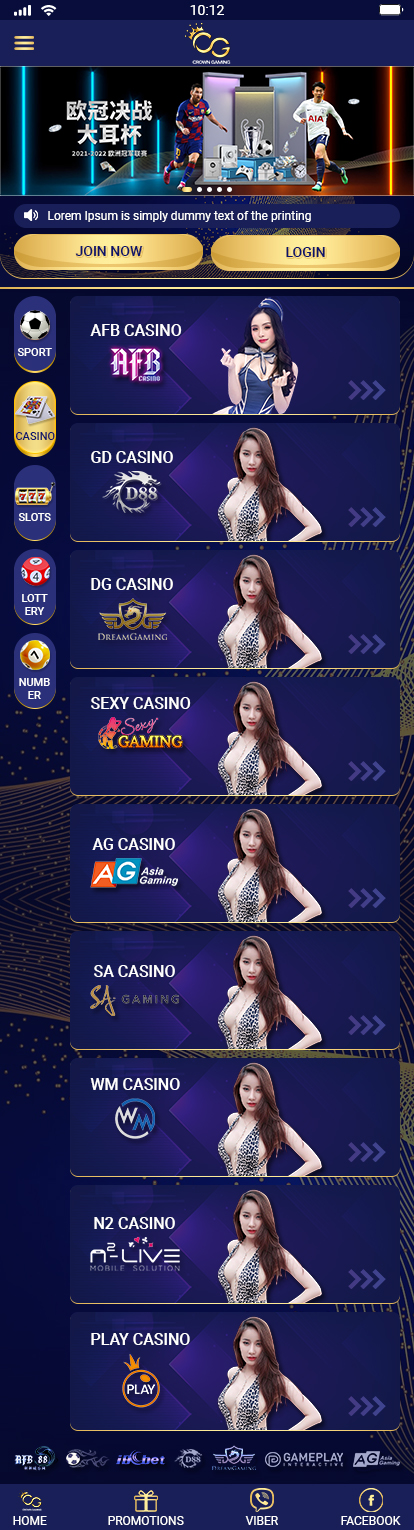 10:12
CG
CROWN GAMING
欧冠决战
大耳杯
2021-2022 欧洲冠军联赛
Lorem Ipsum is simply dummy text of the printing
JOIN NOW
LOGIN
SPORT
CASINO
SLOTS
LOTT
ERY
NUMB
ER
AFB CASINO
AFB
CASINO
GD CASINO
D88
DG CASINO
DREAMGAMING
SEXY CASINO
Sexy
GAMING
AG CASINO
AG Asia
Gaming
SA CASINO
SA GAMING
WM CASINO
WM
N2 CASINO
n2-LIVE
MOBILE SOLUTION
PLAY CASINO
PLAY
AFB 88
ibcbet
D88
DREAMGAMING
GAMEPLAY
INTERACTIVE
AG Asia
Gaming
HOME
PROMOTIONS
VIBER
FACEBOOK